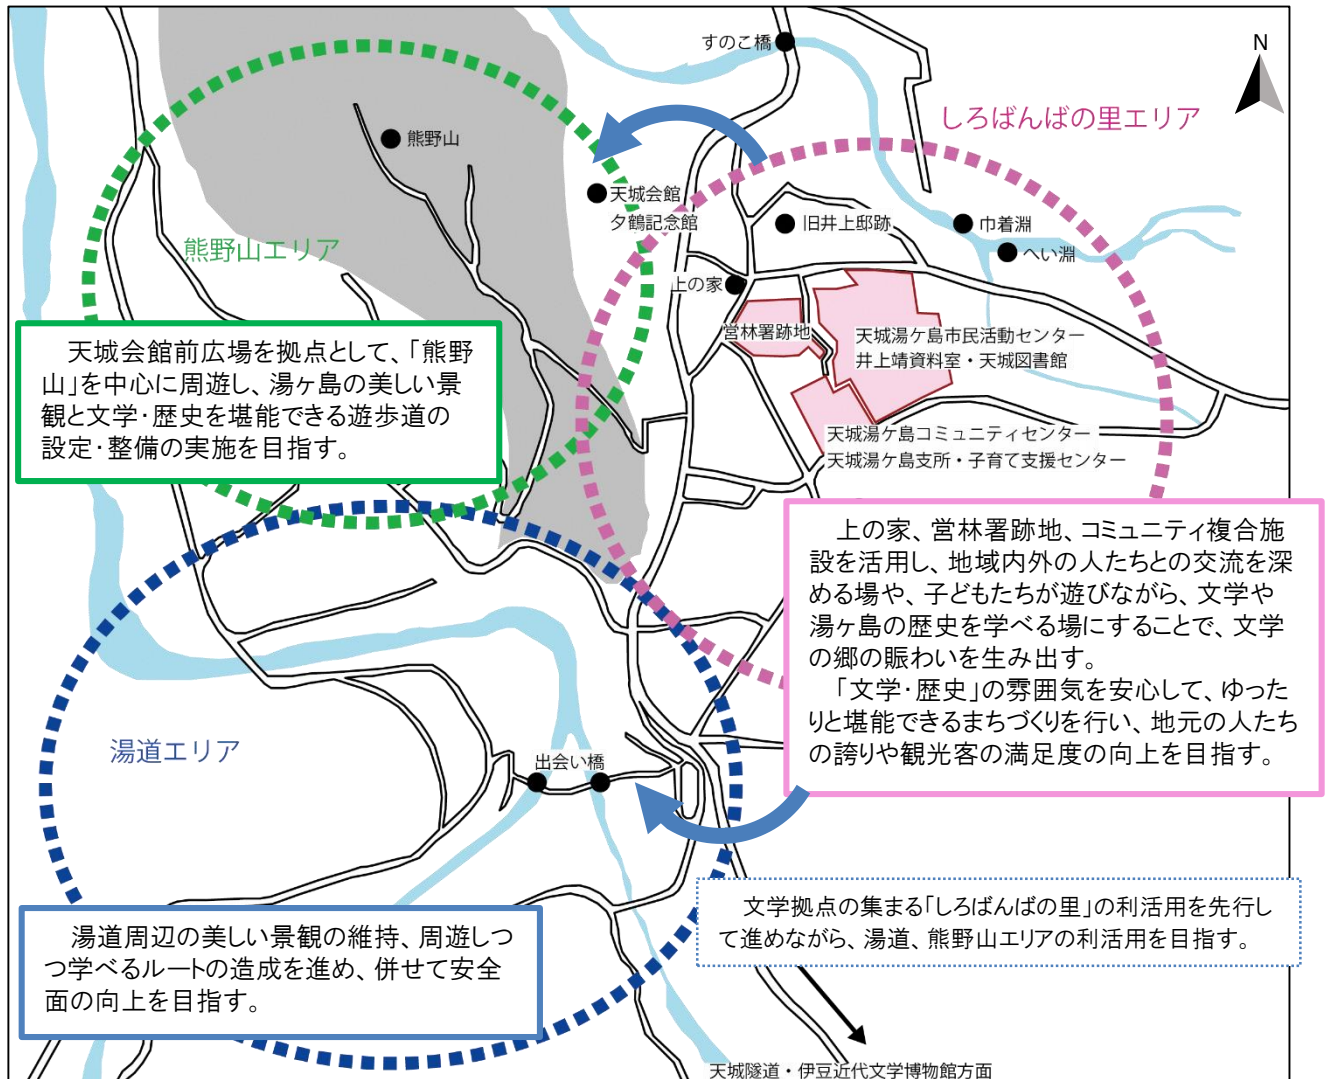 すのこ橋
N
しろばんばの里エリア
熊野山
天城会館
夕鶴記念館
旧井上邸跡
巾着淵
へい淵
熊野山エリア
上の家
営林署跡地
天城湯ケ島市民活動センター
井上靖資料室・天城図書館
天城会館前広場を拠点として、「熊野
山」を中心に周遊し、湯ヶ島の美しい景
観と文学・歴史を堪能できる遊歩道の
設定・整備の実施を目指す。
天城湯ケ島コミュニティセンター
天城湯ケ島支所・子育て支援センター
上の家、営林署跡地、コミュニティ複合施
設を活用し、地域内外の人たちとの交流を深
める場や、子どもたちが遊びながら、文学や
湯ヶ島の歴史を学べる場にすることで、文学
の郷の賑わいを生み出す。
「文学・歴史」の雰囲気を安心して、ゆった
りと堪能できるまちづくりを行い、地元の人たち
の誇りや観光客の満足度の向上を目指す。
湯道エリア
出会い橋
文学拠点の集まる「しろばんばの里」の利活用を先行し
て進めながら、湯道、熊野山エリアの利活用を目指す。
湯道周辺の美しい景観の維持、周遊しつ
つ学べるルートの造成を進め、併せて安全
面の向上を目指す。
天城隧道・伊豆近代文学博物館方面